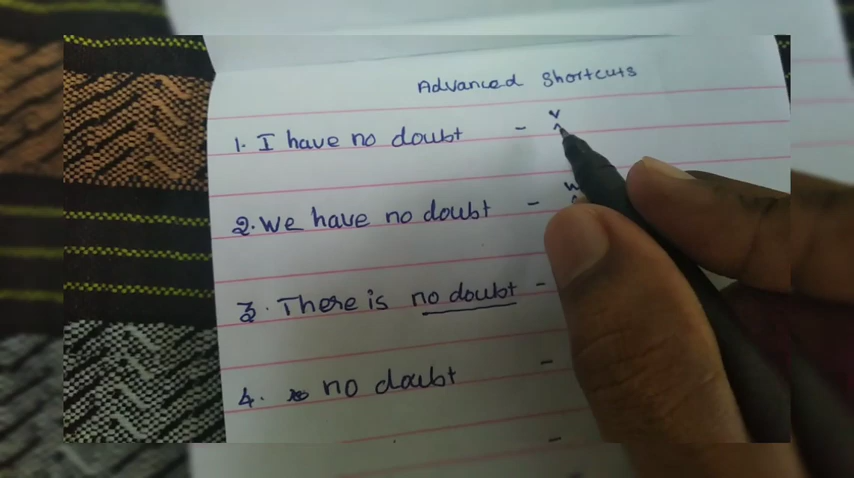 Advanced Shortcuts
1. I have no doubt -
2. We have no doubt -
3. There is no doubt -
4. no doubt -
-